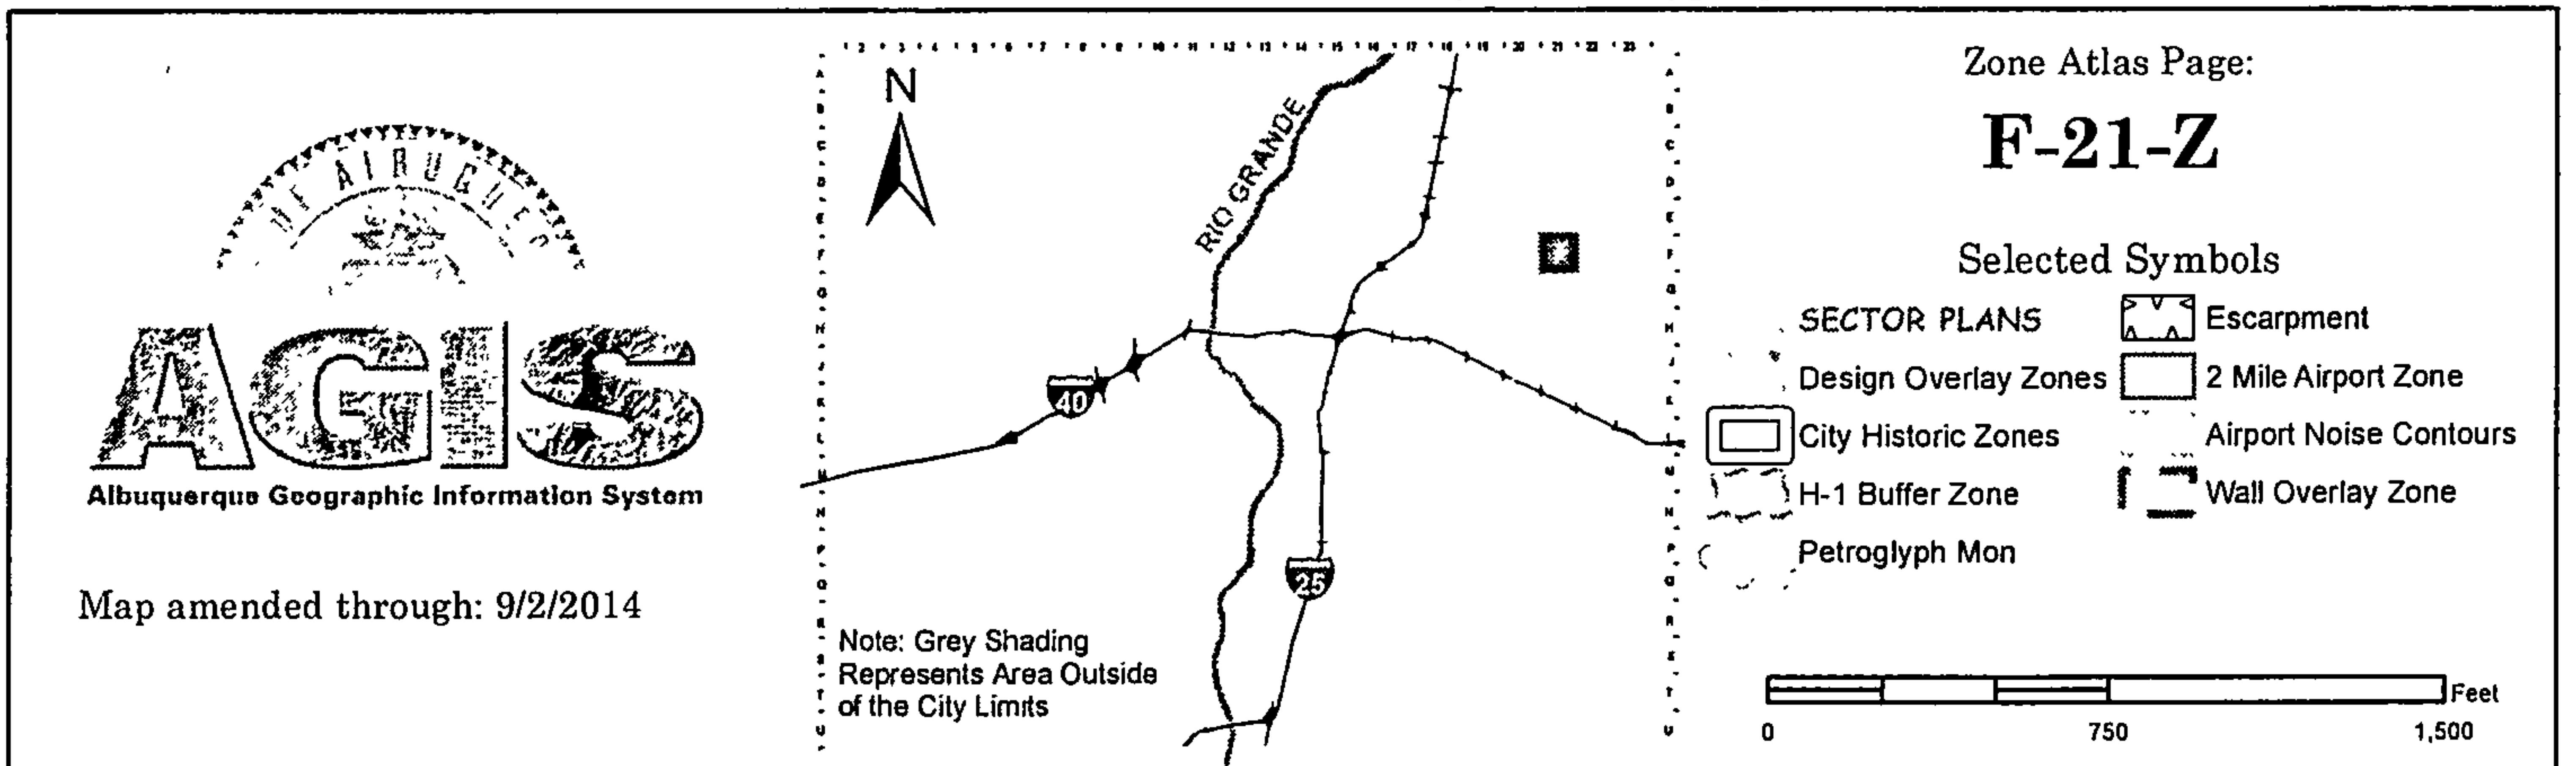 DE ALBUQUER
AGIS
Albuquerque Geographic Information System
Map amended through: 9/2/2014
N
RIO GRANDE
40
25
Note: Grey Shading
Represents Area Outside
of the City Limits
Zone Atlas Page:
F-21-Z
Selected Symbols
SECTOR PLANS
Escarpment
Design Overlay Zones
2 Mile Airport Zone
City Historic Zones
Airport Noise Contours
H-1 Buffer Zone
Wall Overlay Zone
Petroglyph Mon
Feet
0 750 1,500